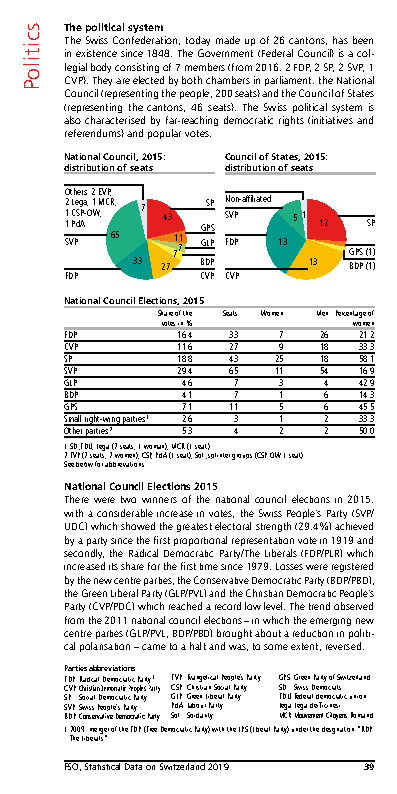 Politics
The political system
The Swiss Confederation, today made up of 26 cantons, has been
in existence since 1848. The Government (Federal Council) is a col-
legial body consisting of 7 members (from 2016: 2 FDP, 2 SP, 2 SVP, 1
CVP). They are elected by both chambers in parliament, the National
Council (representing the people, 200 seats) and the Council of States
(representing the cantons, 46 seats). The Swiss political system is
also characterised by far-reaching democratic rights (initiatives and
referendums) and popular votes.
National Council, 2015:
distribution of seats
Others: 2 EVP,
2 Lega, 1 MCR,
1 CSP-OW,
1 PdA
SVP
FDP
SP
GPS
GLP
BDP
CVP
7
43
11
7
7
27
33
65
Council of States, 2015:
distribution of seats
Non-affiliated
SVP
FDP
CVP
SP
GPS (1)
BDP (1)
5
1
12
13
13
National Council Elections, 2015
Share of the votes in % Seats Women Men Percentage of women
FDP 16.4 33 7 26 21.2
CVP 11.6 27 9 18 33.3
SP 18.8 43 25 18 58.1
SVP 29.4 65 11 54 16.9
GLP 4.6 7 3 4 42.9
BDP 4.1 7 1 6 14.3
GPS 7.1 11 5 6 45.5
Small right-wing parties¹ 2.6 3 1 2 33.3
Other parties² 5.3 4 2 2 50.0
1 SD, EDU, Lega (2 seats, 1 woman), MCR (1 seat)
2 EVP (2 seats, 2 women), CSP, PdA (1 seat), Sol., splinter groups (CSP OW 1 seat)
See below for abbreviations
National Council Elections 2015
There were two winners of the national council elections in 2015,
with a considerable increase in votes, the Swiss People's Party (SVP/
UDC) which showed the greatest electoral strength (29.4%) achieved
by a party since the first proportional representation vote in 1919 and
secondly, the Radical Democratic Party/The Liberals (FDP/PLR) which
increased its share for the first time since 1979. Losses were registered
by the new centre parties, the Conservative Democratic Party (BDP/PBD),
the Green Liberal Party (GLP/PVL) and the Christian Democratic People's
Party (CVP/PDC) which reached a record low level. The trend observed
from the 2011 national council elections – in which the emerging new
centre parties (GLP/PVL, BDP/PBD) brought about a reduction in politi-
cal polarisation – came to a halt and was, to some extent, reversed.
Parties abbreviations
FDP Radical Democratic Party¹
CVP Christian Democratic People's Party
SP Social Democratic Party
SVP Swiss People's Party
BDP Conservative Democratic Party
EVP Evangelical People's Party
CSP Christian Social Party
GLP Green Liberal Party
PdA Labour Party
Sol. Solidarity
GPS Green Party of Switzerland
SD Swiss Democrats
EDU Federal democratic union
Lega Lega dei Ticinesi
MCR Mouvement Citoyens Romand
1 2009: merger of the FDP (Free Democratic Party) with the LPS (Liberal Party) under the designation "FDP.
The Liberals"
FSO, Statistical Data on Switzerland 2019 39